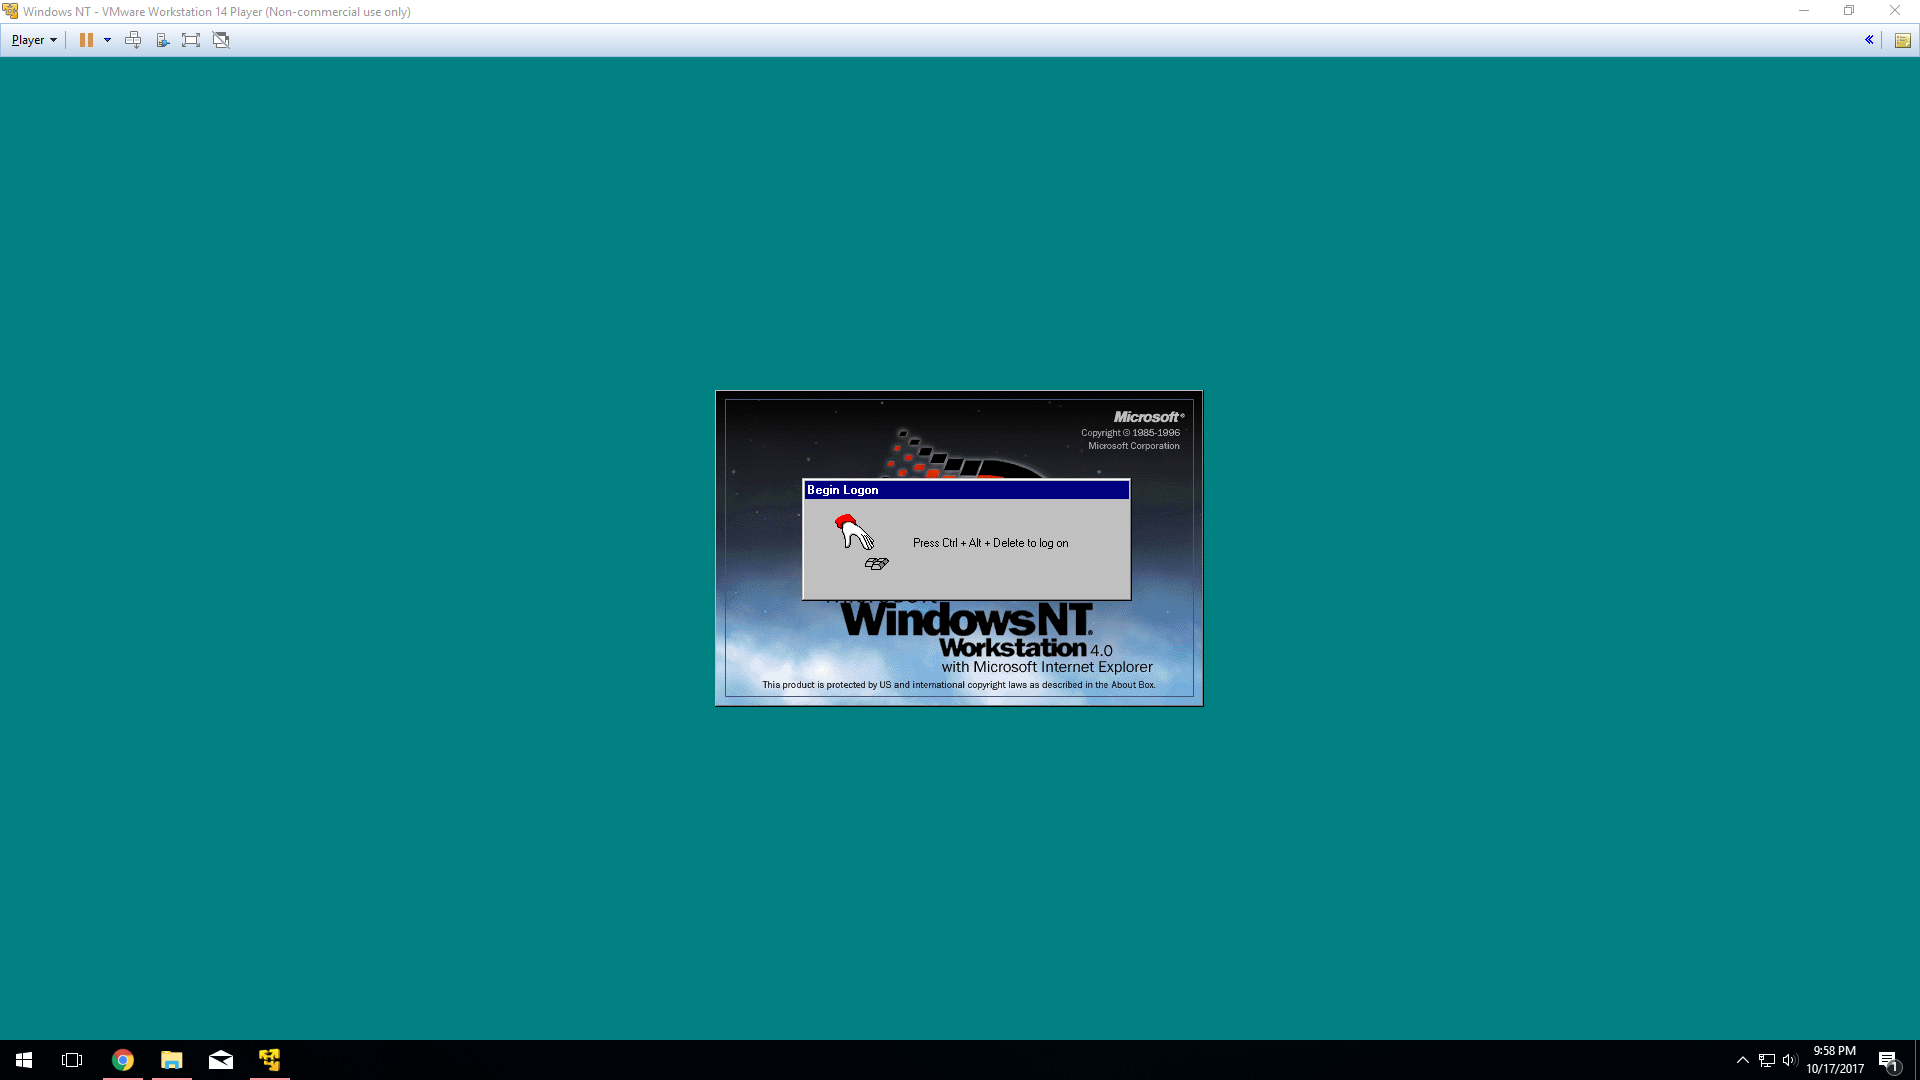 Windows NT - VMware Workstation 14 Player (Non-commercial use only)
Player
Microsoft®
Copyright © 1985-1996
Microsoft Corporation
Begin Logon
Press Ctrl + Alt + Delete to log on
WindowsNT®
Workstation 4.0
with Microsoft Internet Explorer
This product is protected by US and international copyright laws as described in the About Box.
9:58 PM
10/17/2017
1